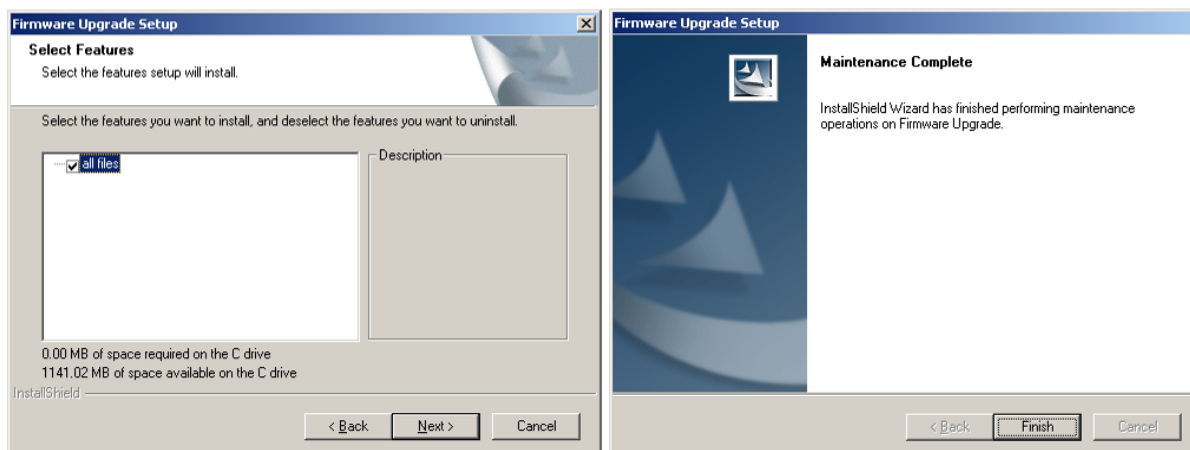 Firmware Upgrade Setup
Select Features
Select the features setup will install.
Select the features you want to install, and deselect the features you want to uninstall.
all files
Description
0.00 MB of space required on the C drive
1141.02 MB of space available on the C drive
InstallShield
< Back
Next >
Cancel
Firmware Upgrade Setup
Maintenance Complete
InstallShield Wizard has finished performing maintenance
operations on Firmware Upgrade.
< Back
Finish
Cancel